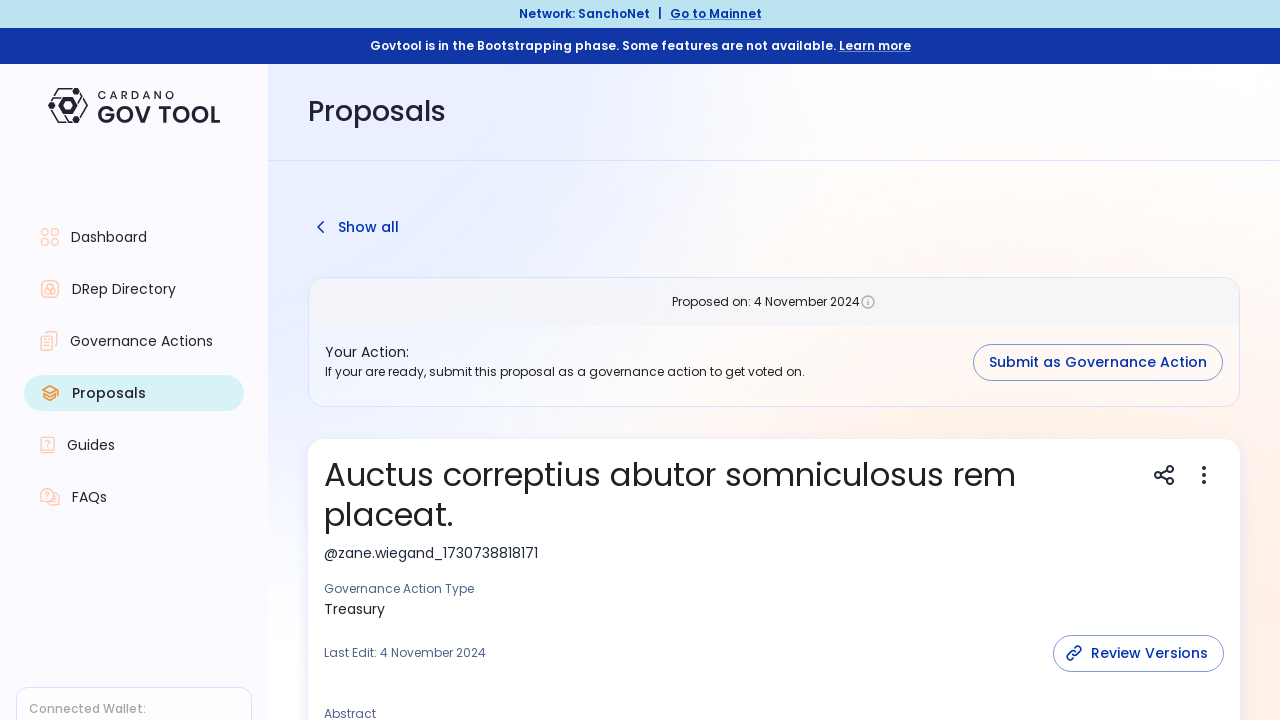 Network: SanchoNet | Go to Mainnet
Govtool is in the Bootstrapping phase. Some features are not available. Learn more
CARDANO
GOV TOOL
Proposals
Dashboard
DRep Directory
Governance Actions
Proposals
Guides
FAQs
Connected Wallet:
Show all
Proposed on: 4 November 2024
Your Action:
If your are ready, submit this proposal as a governance action to get voted on.
Submit as Governance Action
Auctus correptius abutor somniculosus rem
placeat.
@zane.wiegand_1730738818171
Governance Action Type
Treasury
Last Edit: 4 November 2024
Review Versions
Abstract